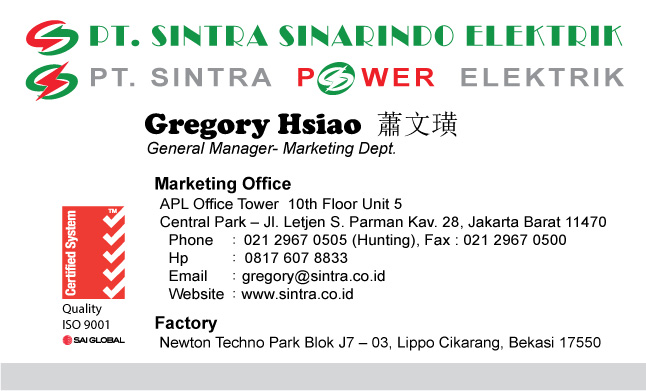 PT. SINTRA SINARINDO ELEKTRIK
PT. SINTRA POWER ELEKTRIK
Gregory Hsiao 蕭文璜
General Manager- Marketing Dept.
Marketing Office
APL Office Tower 10th Floor Unit 5
Central Park – Jl. Letjen S. Parman Kav. 28, Jakarta Barat 11470
Phone : 021 2967 0505 (Hunting), Fax : 021 2967 0500
Hp : 0817 607 8833
Email : gregory@sintra.co.id
Website : www.sintra.co.id
Certified System
TM
Quality
ISO 9001
SAI GLOBAL
Factory
Newton Techno Park Blok J7 – 03, Lippo Cikarang, Bekasi 17550